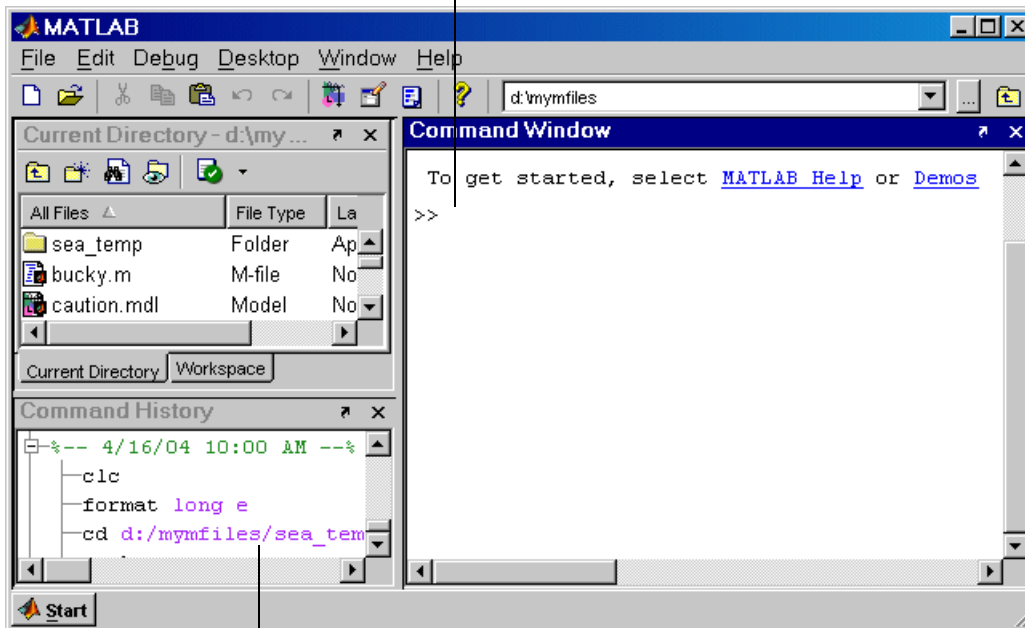 MATLAB
File Edit Debug Desktop Window Help
d:\mymfiles
...
Current Directory - d:\my ...
All Files File Type La
sea_temp Folder Ap
bucky.m M-file No
caution.mdl Model No
Current Directory Workspace
Command History
%-- 4/16/04 10:00 AM --%
clc
format long e
cd d:/mymfiles/sea_tem
Command Window
To get started, select MATLAB Help or Demos
>>
Start